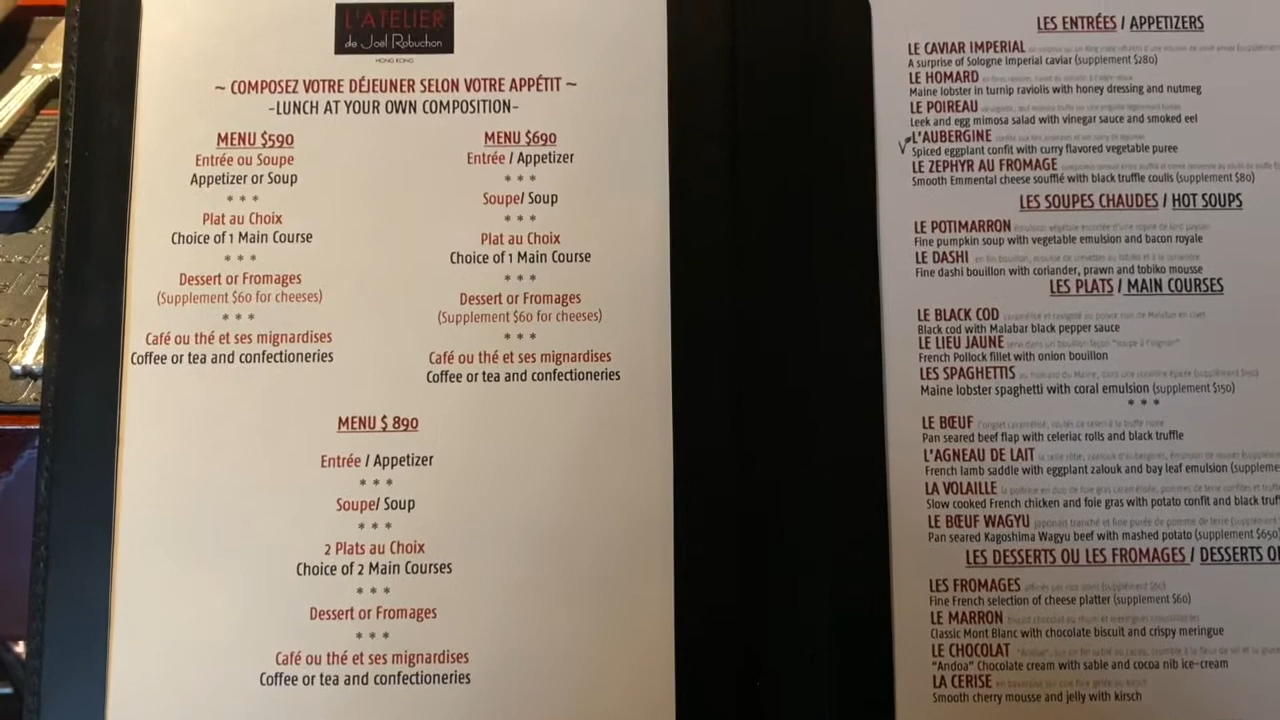 L'ATELIER
de Joël Robuchon
HONG KONG
~ COMPOSEZ VOTRE DÉJEUNER SELON VOTRE APPÉTIT ~
-LUNCH AT YOUR OWN COMPOSITION-
MENU $590
Entrée ou Soupe
Appetizer or Soup
* * *
Plat au Choix
Choice of 1 Main Course
* * *
Dessert or Fromages
(Supplement $60 for cheeses)
* * *
Café ou thé et ses mignardises
Coffee or tea and confectioneries
MENU $690
Entrée / Appetizer
* * *
Soupe/ Soup
* * *
Plat au Choix
Choice of 1 Main Course
* * *
Dessert or Fromages
(Supplement $60 for cheeses)
* * *
Café ou thé et ses mignardises
Coffee or tea and confectioneries
MENU $ 890
Entrée / Appetizer
* * *
Soupe/ Soup
* * *
2 Plats au Choix
Choice of 2 Main Courses
* * *
Dessert or Fromages
* * *
Café ou thé et ses mignardises
Coffee or tea and confectioneries
LES ENTRÉES / APPETIZERS
LE CAVIAR IMPERIAL
A surprise of Sologne Imperial caviar (supplement $280)
LE HOMARD
Maine lobster in turnip raviolis with honey dressing and nutmeg
LE POIREAU
Leek and egg mimosa salad with vinegar sauce and smoked eel
L'AUBERGINE
Spiced eggplant confit with curry flavored vegetable puree
LE ZEPHYR AU FROMAGE
Smooth Emmental cheese soufflé with black truffle coulis (supplement $80)
LES SOUPES CHAUDES / HOT SOUPS
LE POTIMARRON
Fine pumpkin soup with vegetable emulsion and bacon royale
LE DASHI
Fine dashi bouillon with coriander, prawn and tobiko mousse
LES PLATS / MAIN COURSES
LE BLACK COD
Black cod with Malabar black pepper sauce
LE LIEU JAUNE
French Pollock fillet with onion bouillon
LES SPAGHETTIS
Maine lobster spaghetti with coral emulsion (supplement $150)
* * *
LE BŒUF
Pan seared beef flap with celeriac rolls and black truffle
L'AGNEAU DE LAIT
French lamb saddle with eggplant zalouk and bay leaf emulsion (suppleme
LA VOLAILLE
Slow cooked French chicken and foie gras with potato confit and black truf
LE BŒUF WAGYU
Pan seared Kagoshima Wagyu beef with mashed potato (supplement $650
LES DESSERTS OU LES FROMAGES / DESSERTS O
LES FROMAGES
Fine French selection of cheese platter (supplement $60)
LE MARRON
Classic Mont Blanc with chocolate biscuit and crispy meringue
LE CHOCOLAT
"Andoa" Chocolate cream with sable and cocoa nib ice-cream
LA CERISE
Smooth cherry mousse and jelly with kirsch